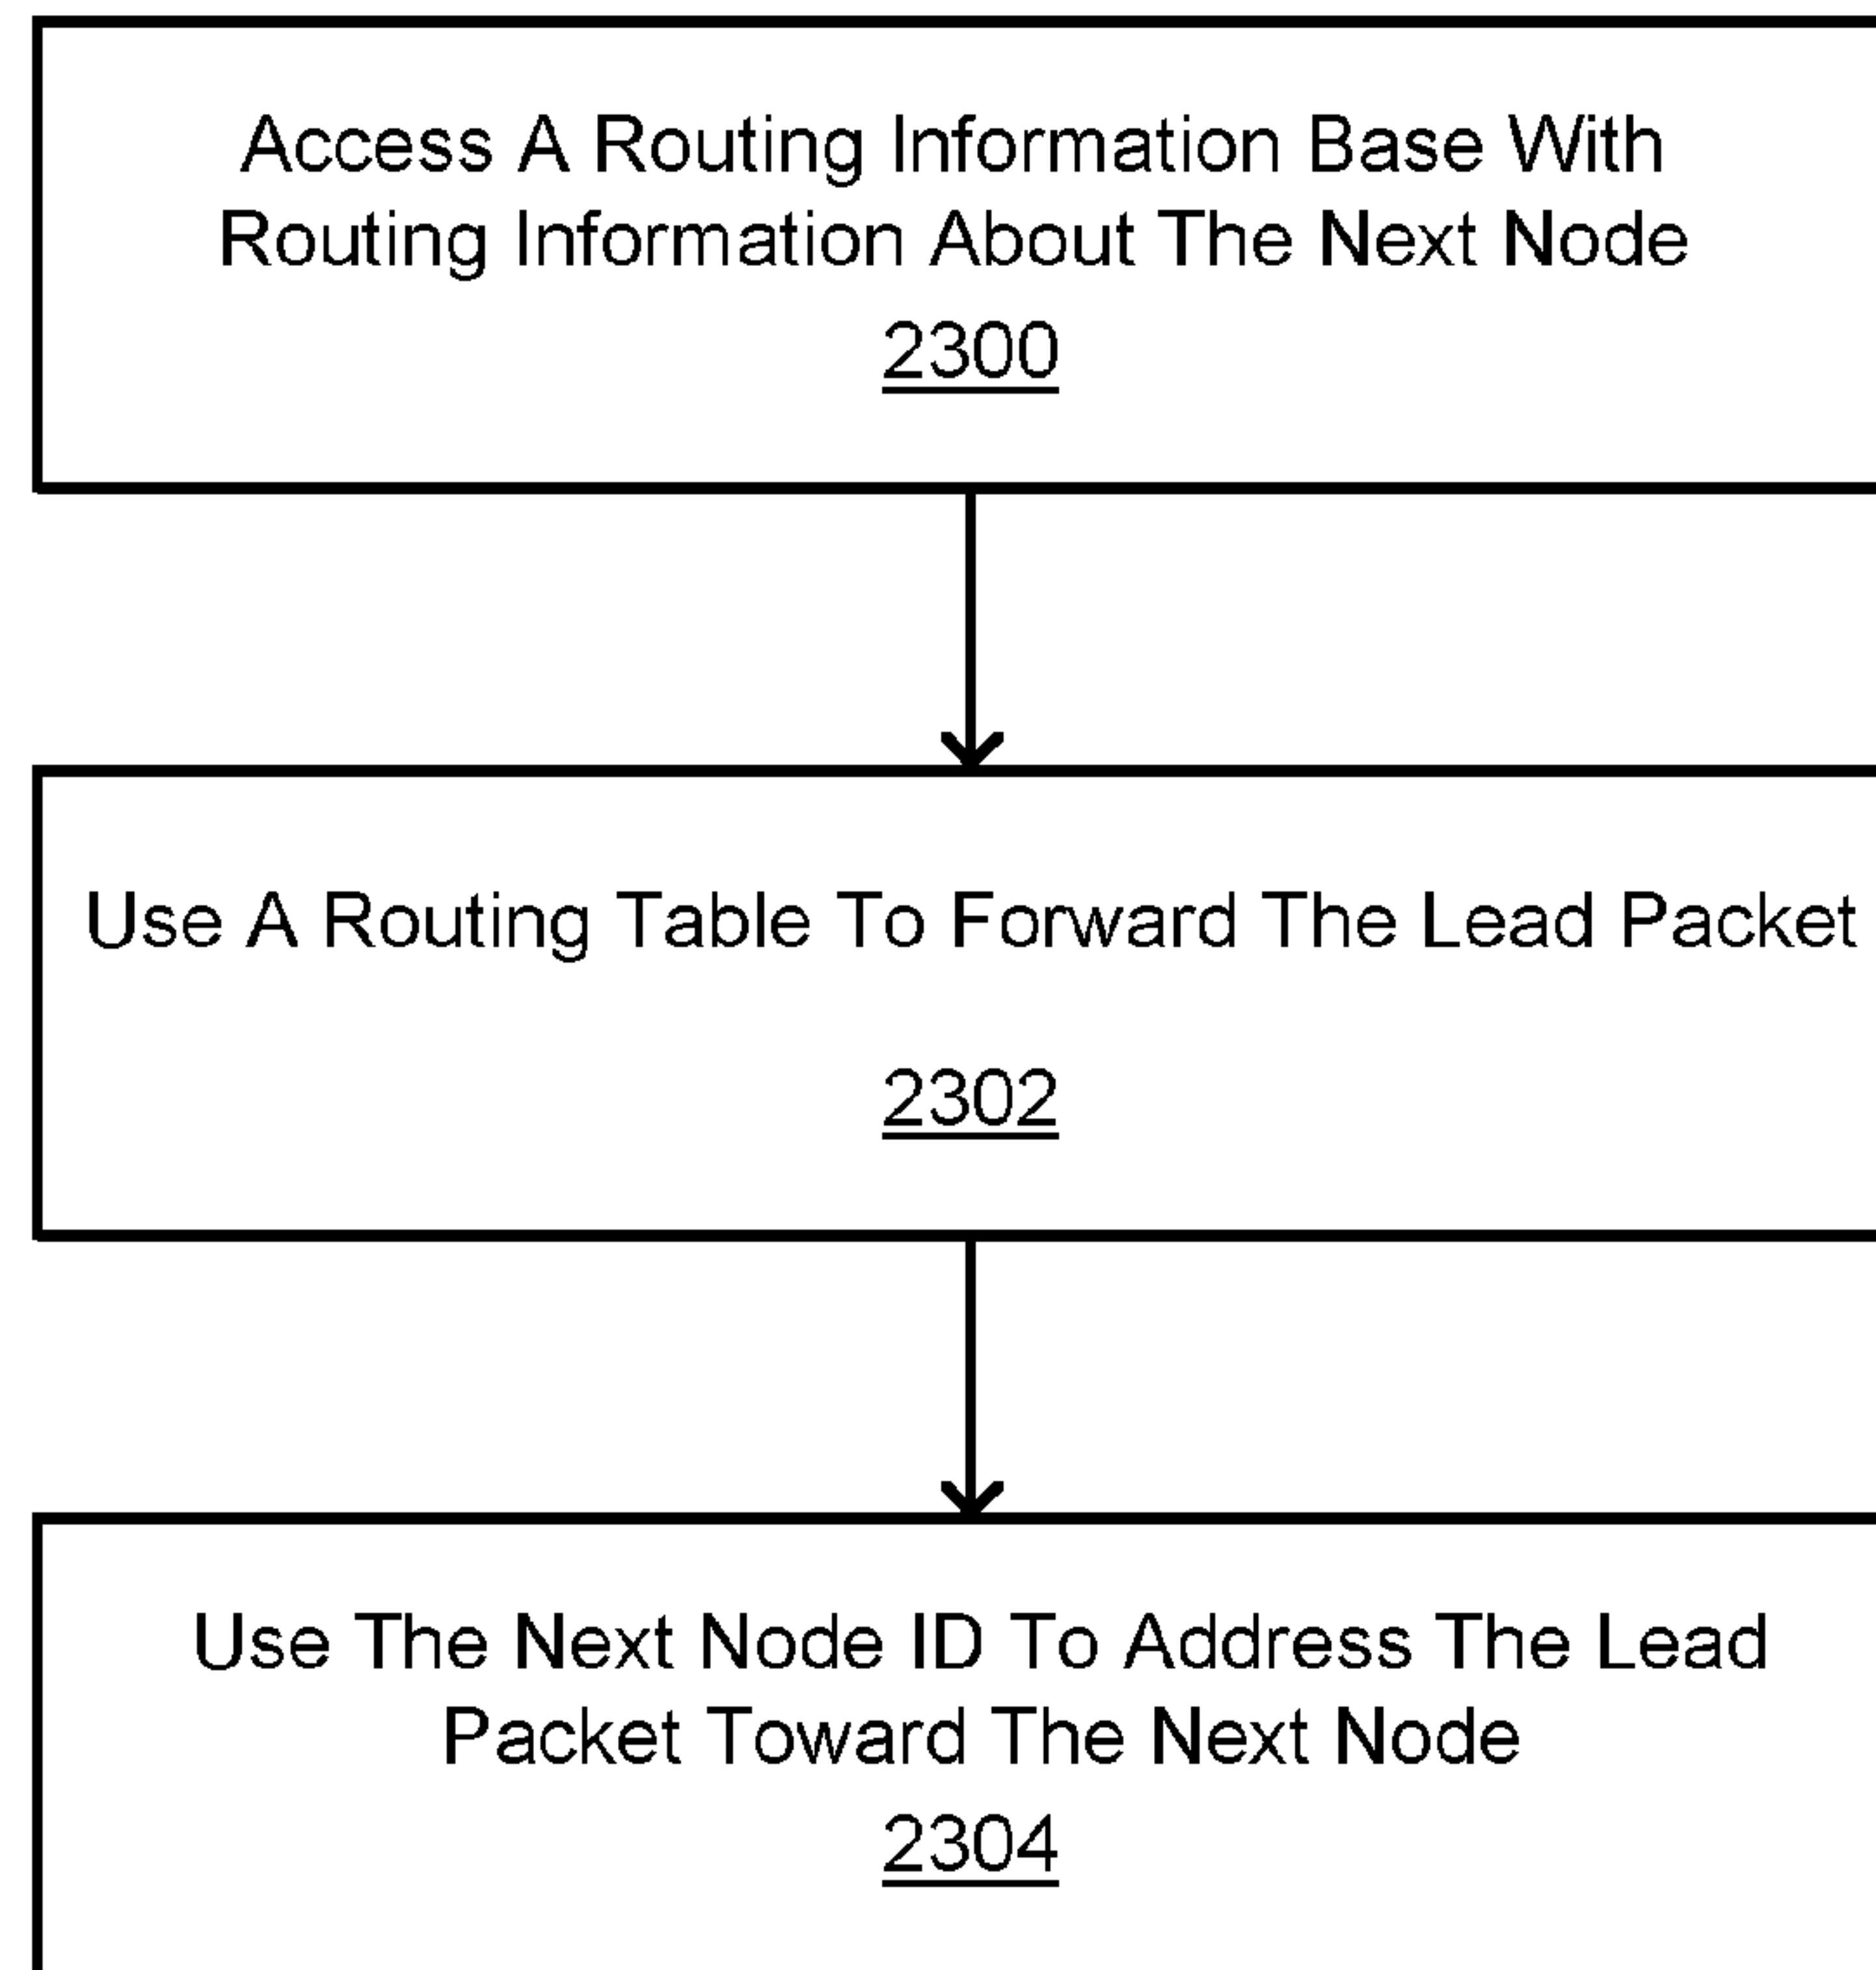 Access A Routing Information Base With
Routing Information About The Next Node
2300
Use A Routing Table To Forward The Lead Packet
2302
Use The Next Node ID To Address The Lead
Packet Toward The Next Node
2304